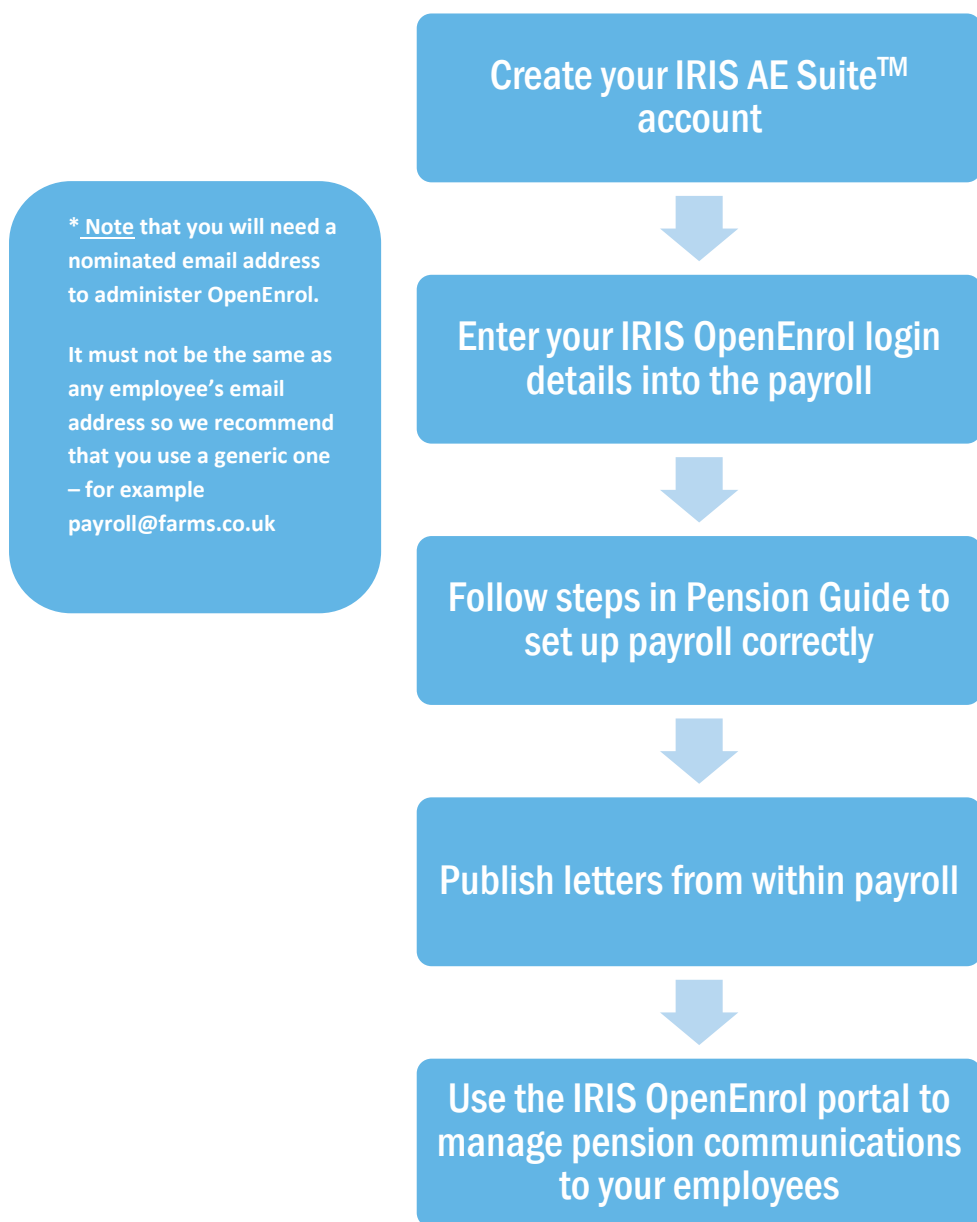 Create your IRIS AE Suite™
account
* Note that you will need a
nominated email address
to administer OpenEnrol.
It must not be the same as
any employee’s email
address so we recommend
that you use a generic one
– for example
payroll@farms.co.uk
Enter your IRIS OpenEnrol login
details into the payroll
Follow steps in Pension Guide to
set up payroll correctly
Publish letters from within payroll
Use the IRIS OpenEnrol portal to
manage pension communications
to your employees